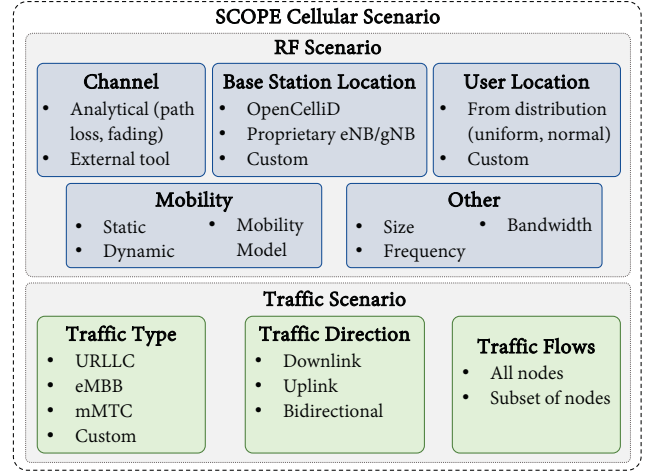 SCOPE Cellular Scenario
RF Scenario
Channel
• Analytical (path
loss, fading)
• External tool
Base Station Location
• OpenCelliD
• Proprietary eNB/gNB
• Custom
User Location
• From distribution
(uniform, normal)
• Custom
Mobility
• Static
• Dynamic
• Mobility
Model
Other
• Size
• Frequency
• Bandwidth
Traffic Scenario
Traffic Type
• URLLC
• eMBB
• mMTC
• Custom
Traffic Direction
• Downlink
• Uplink
• Bidirectional
Traffic Flows
• All nodes
• Subset of nodes